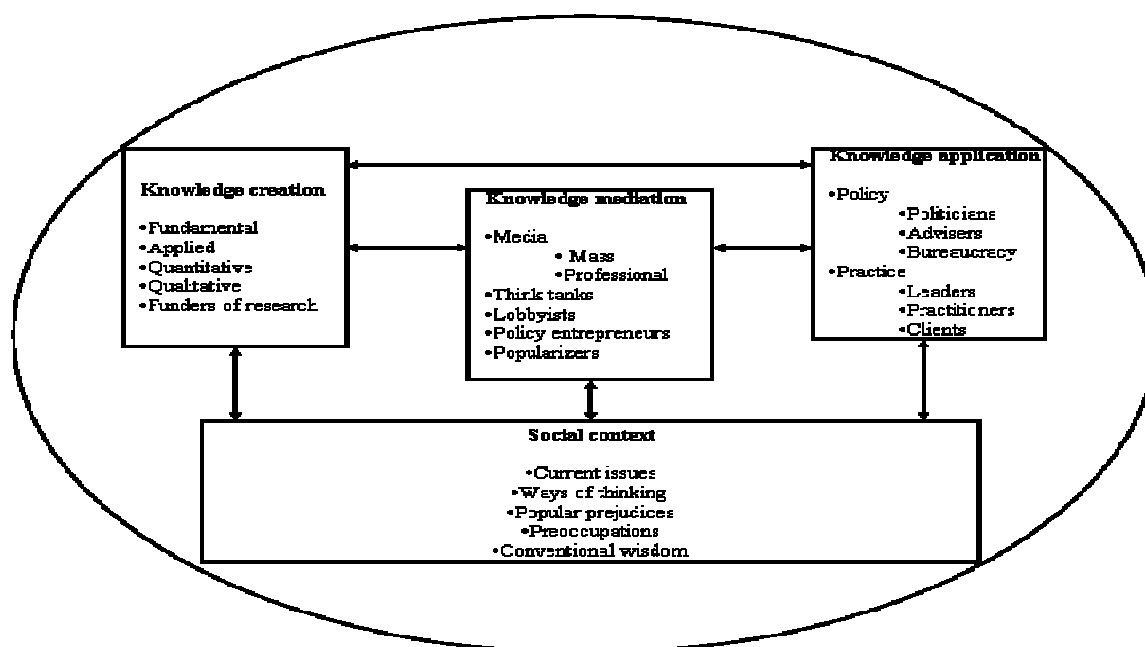 Knowledge creation
•Fundamental
•Applied
•Quantitative
•Qualitative
•Funders of research
Knowledge mediation
•Media
• Mass
•Professional
•Think tanks
•Lobbyists
•Policy entrepreneurs
•Popularizers
Knowledge application
•Policy
•Politicians
•Advisers
•Bureaucracy
•Practice
•Leaders
•Practitioners
•Clients
Social context
•Current issues
•Ways of thinking
•Popular prejudices
•Preoccupations
•Conventional wisdom